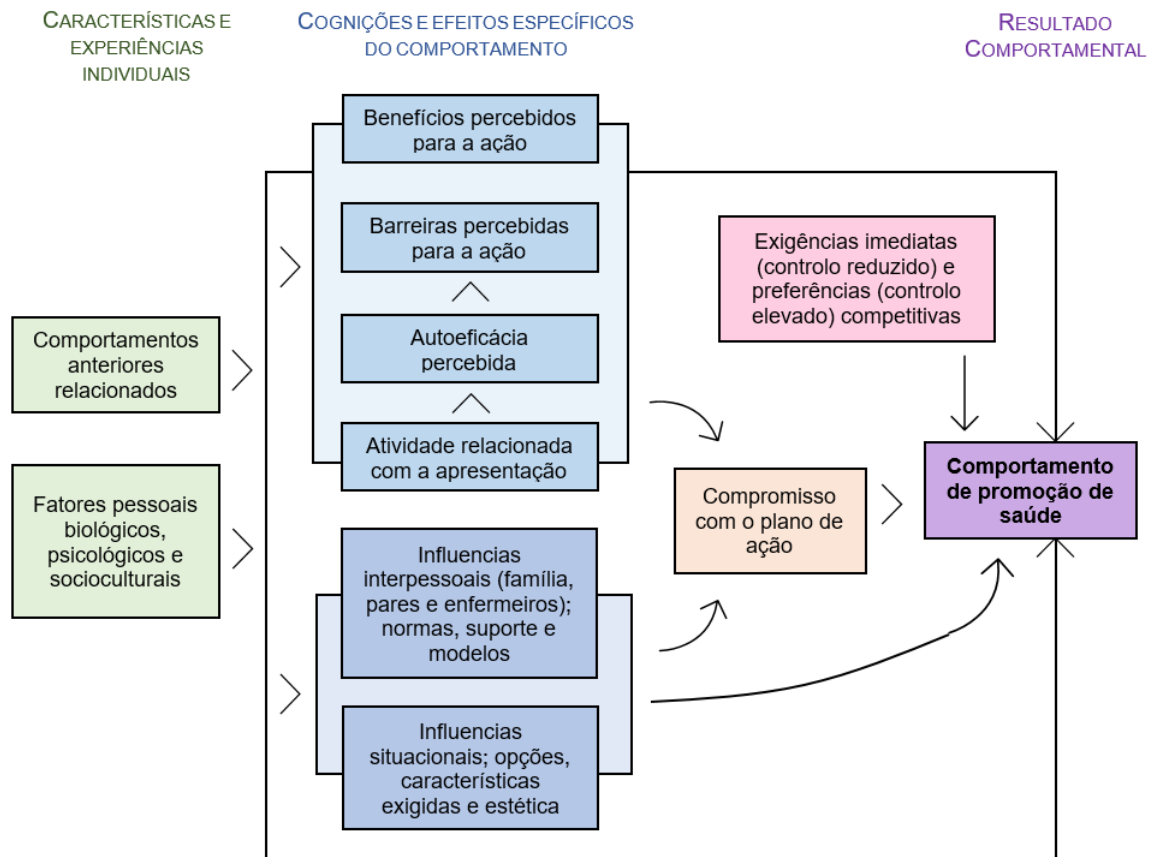 CARACTERÍSTICAS E
EXPERIÊNCIAS
INDIVIDUAIS
COGNIÇÕES E EFEITOS ESPECÍFICOS
DO COMPORTAMENTO
RESULTADO
COMPORTAMENTAL
Benefícios percebidos
para a ação
Barreiras percebidas
para a ação
Exigências imediatas
(controlo reduzido) e
preferências (controlo
elevado) competitivas
Comportamentos
anteriores
relacionados
Autoeficácia
percebida
Atividade relacionada
com a apresentação
Fatores pessoais
biológicos,
psicológicos e
socioculturais
Compromisso
com o plano de
ação
Comportamento
de promoção de
saúde
Influencias
interpessoais (família,
pares e enfermeiros);
normas, suporte e
modelos
Influencias
situacionais; opções,
características
exigidas e estética